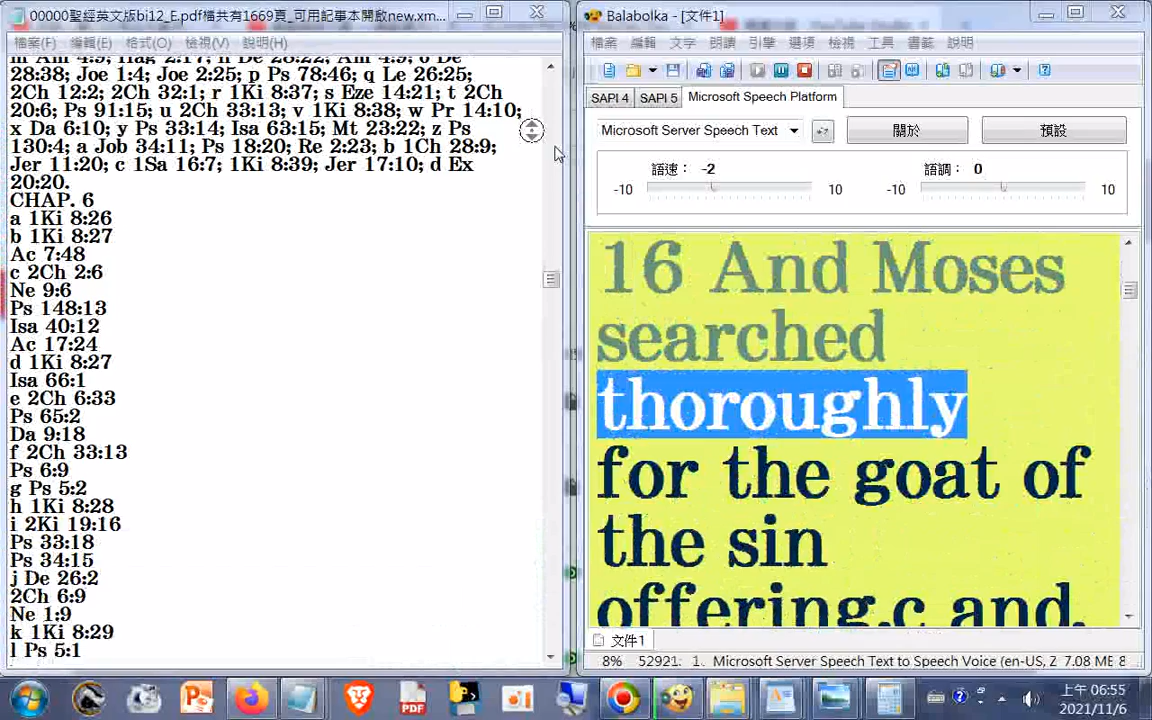 00000聖經英文版bi12_E.pdf檔共有1669頁_可用記事本開啟new.xm...
檔案(F) 編輯(E) 格式(O) 檢視(V) 說明(H)
28:38; Joe 1:4; Joe 2:25; p Ps 78:46; q Le 26:25;
2Ch 12:2; 2Ch 32:1; r 1Ki 8:37; s Eze 14:21; t 2Ch
20:6; Ps 91:15; u 2Ch 33:13; v 1Ki 8:38; w Pr 14:10;
x Da 6:10; y Ps 33:14; Isa 63:15; Mt 23:22; z Ps
130:4; a Job 34:11; Ps 18:20; Re 2:23; b 1Ch 28:9;
Jer 11:20; c 1Sa 16:7; 1Ki 8:39; Jer 17:10; d Ex
20:20.
CHAP. 6
a 1Ki 8:26
b 1Ki 8:27
Ac 7:48
c 2Ch 2:6
Ne 9:6
Ps 148:13
Isa 40:12
Ac 17:24
d 1Ki 8:27
Isa 66:1
e 2Ch 6:33
Ps 65:2
Da 9:18
f 2Ch 33:13
Ps 6:9
g Ps 5:2
h 1Ki 8:28
i 2Ki 19:16
Ps 33:18
Ps 34:15
j De 26:2
2Ch 6:9
Ne 1:9
k 1Ki 8:29
l Ps 5:1
Balabolka - [文件1]
檔案 編輯 文字 朗讀 引擎 選項 檢視 工具 書籤 說明
SAPI 4 SAPI 5 Microsoft Speech Platform
Microsoft Server Speech Text 關於 預設
語速: -2 語調: 0
-10 10 -10 10
16 And Moses
searched
thoroughly
for the goat of
the sin
offering,c and,
文件1
8% 52921: 1. Microsoft Server Speech Text to Speech Voice (en-US, Z 7.08 MB 8
PDF
上午 06:55
2021/11/6